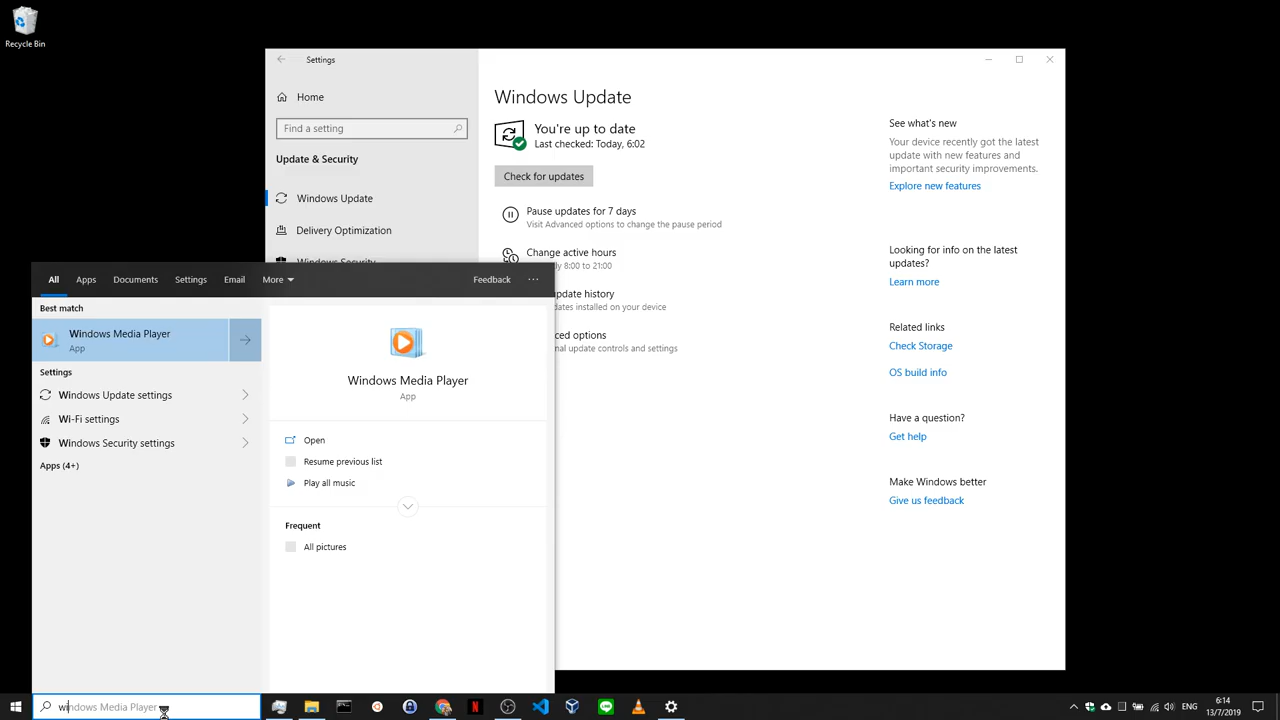 Recycle Bin
Settings
Home
Find a setting
Update & Security
Windows Update
Delivery Optimization
Windows Security
Windows Update
You're up to date
Last checked: Today, 6:02
Check for updates
Pause updates for 7 days
Visit Advanced options to change the pause period
Change active hours
8:00 to 21:00
update history
installed on your device
options
update controls and settings
See what's new
Your device recently got the latest
update with new features and
important security improvements.
Explore new features
Looking for info on the latest
updates?
Learn more
Related links
Check Storage
OS build info
Have a question?
Get help
Make Windows better
Give us feedback
All Apps Documents Settings Email More Feedback ...
Best match
Windows Media Player
App
Settings
Windows Update settings
Wi-Fi settings
Windows Security settings
Apps (4+)
Windows Media Player
App
Open
Resume previous list
Play all music
Frequent
All pictures
windows Media Player
N
LINE
ENG
6:14
13/7/2019